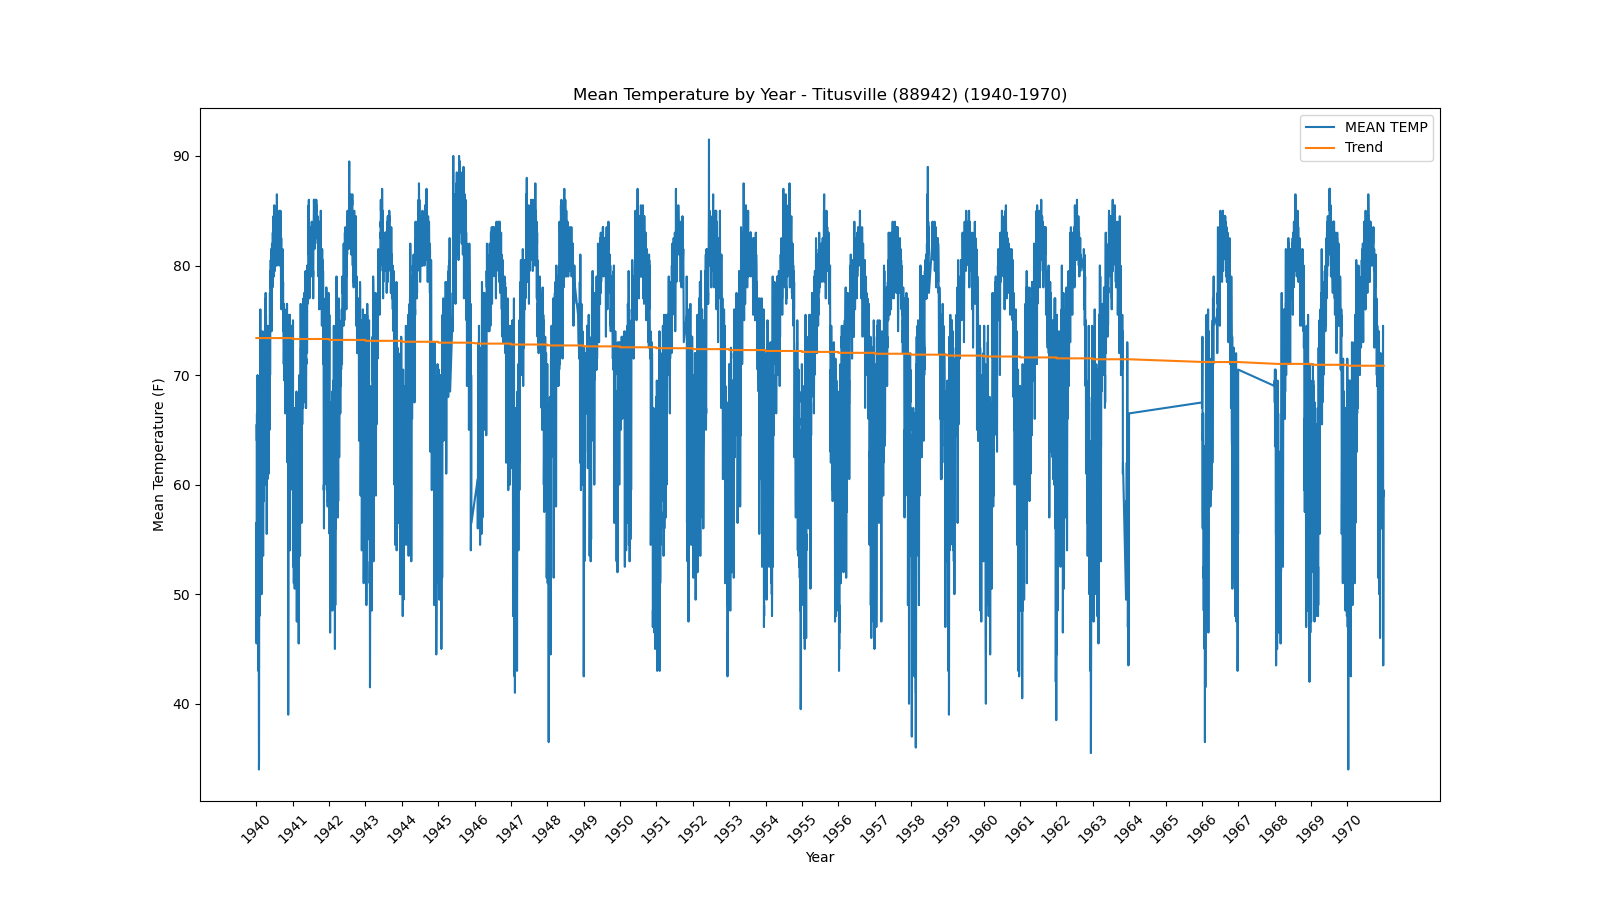 Mean Temperature by Year - Titusville (88942) (1940-1970)
MEAN TEMP
Trend
Mean Temperature (F)
90
80
70
60
50
40
1940 1941 1942 1943 1944 1945 1946 1947 1948 1949 1950 1951 1952 1953 1954 1955 1956 1957 1958 1959 1960 1961 1962 1963 1964 1965 1966 1967 1968 1969 1970
Year